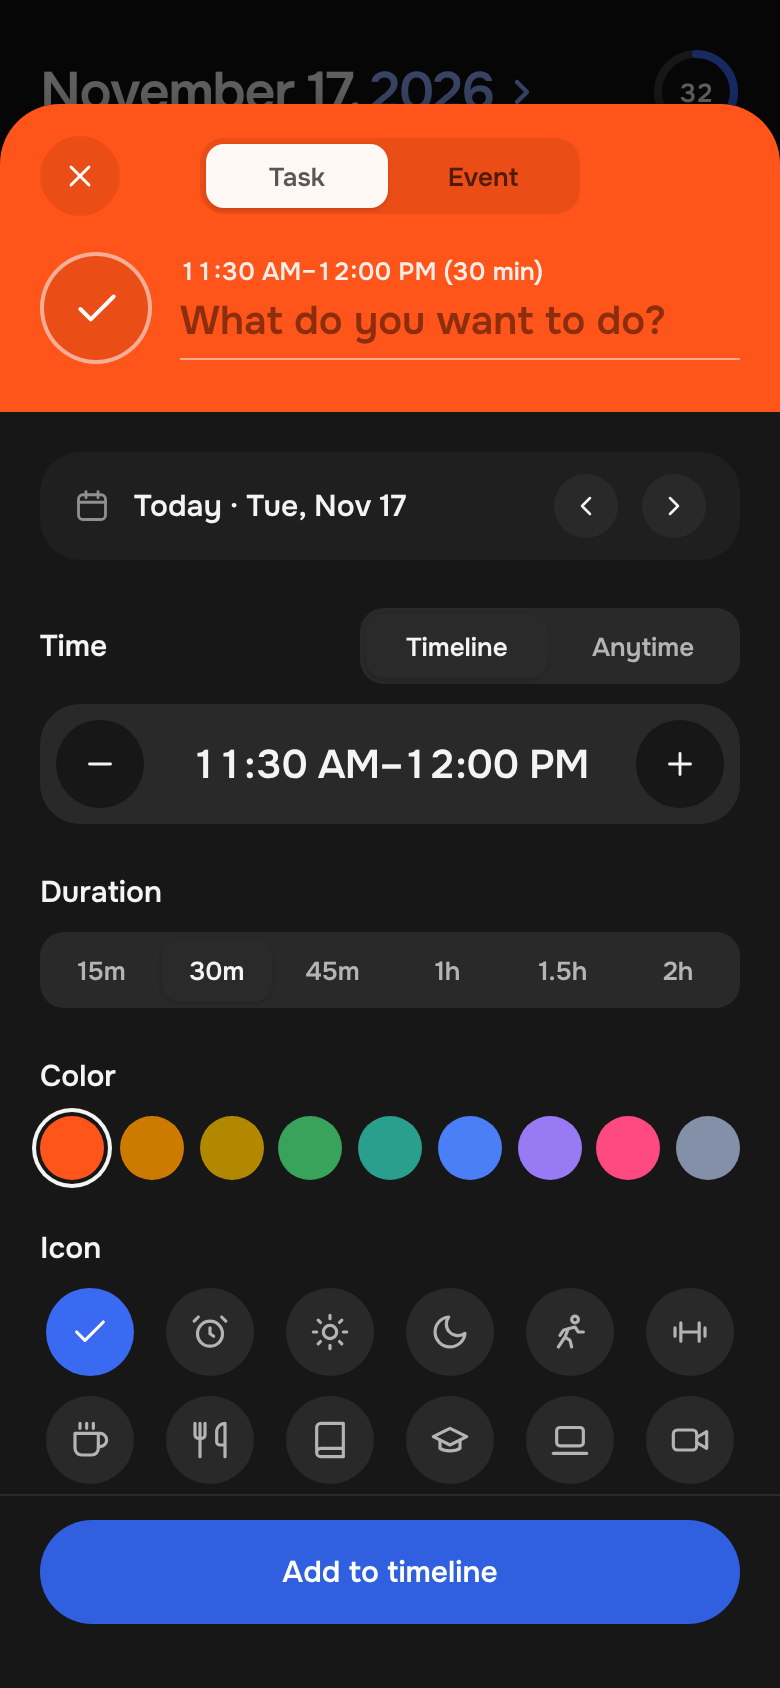 November 17, 2026
32
Task
Event
11:30 AM–12:00 PM (30 min)
What do you want to do?
Today · Tue, Nov 17
Time
Timeline
Anytime
11:30 AM–12:00 PM
Duration
15m
30m
45m
1h
1.5h
2h
Color
Icon
Add to timeline